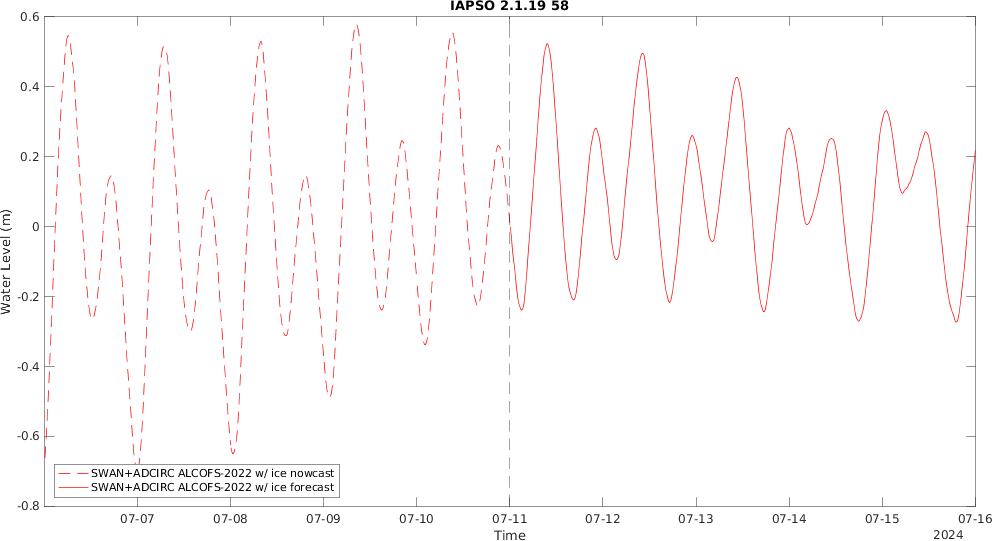 IAPSO 2.1.19 58
0.6
0.4
0.2
0
-0.2
-0.4
-0.6
-0.8
Water Level (m)
SWAN+ADCIRC ALCOFS-2022 w/ ice nowcast
SWAN+ADCIRC ALCOFS-2022 w/ ice forecast
07-07 07-08 07-09 07-10 07-11 07-12 07-13 07-14 07-15 07-16
Time
2024